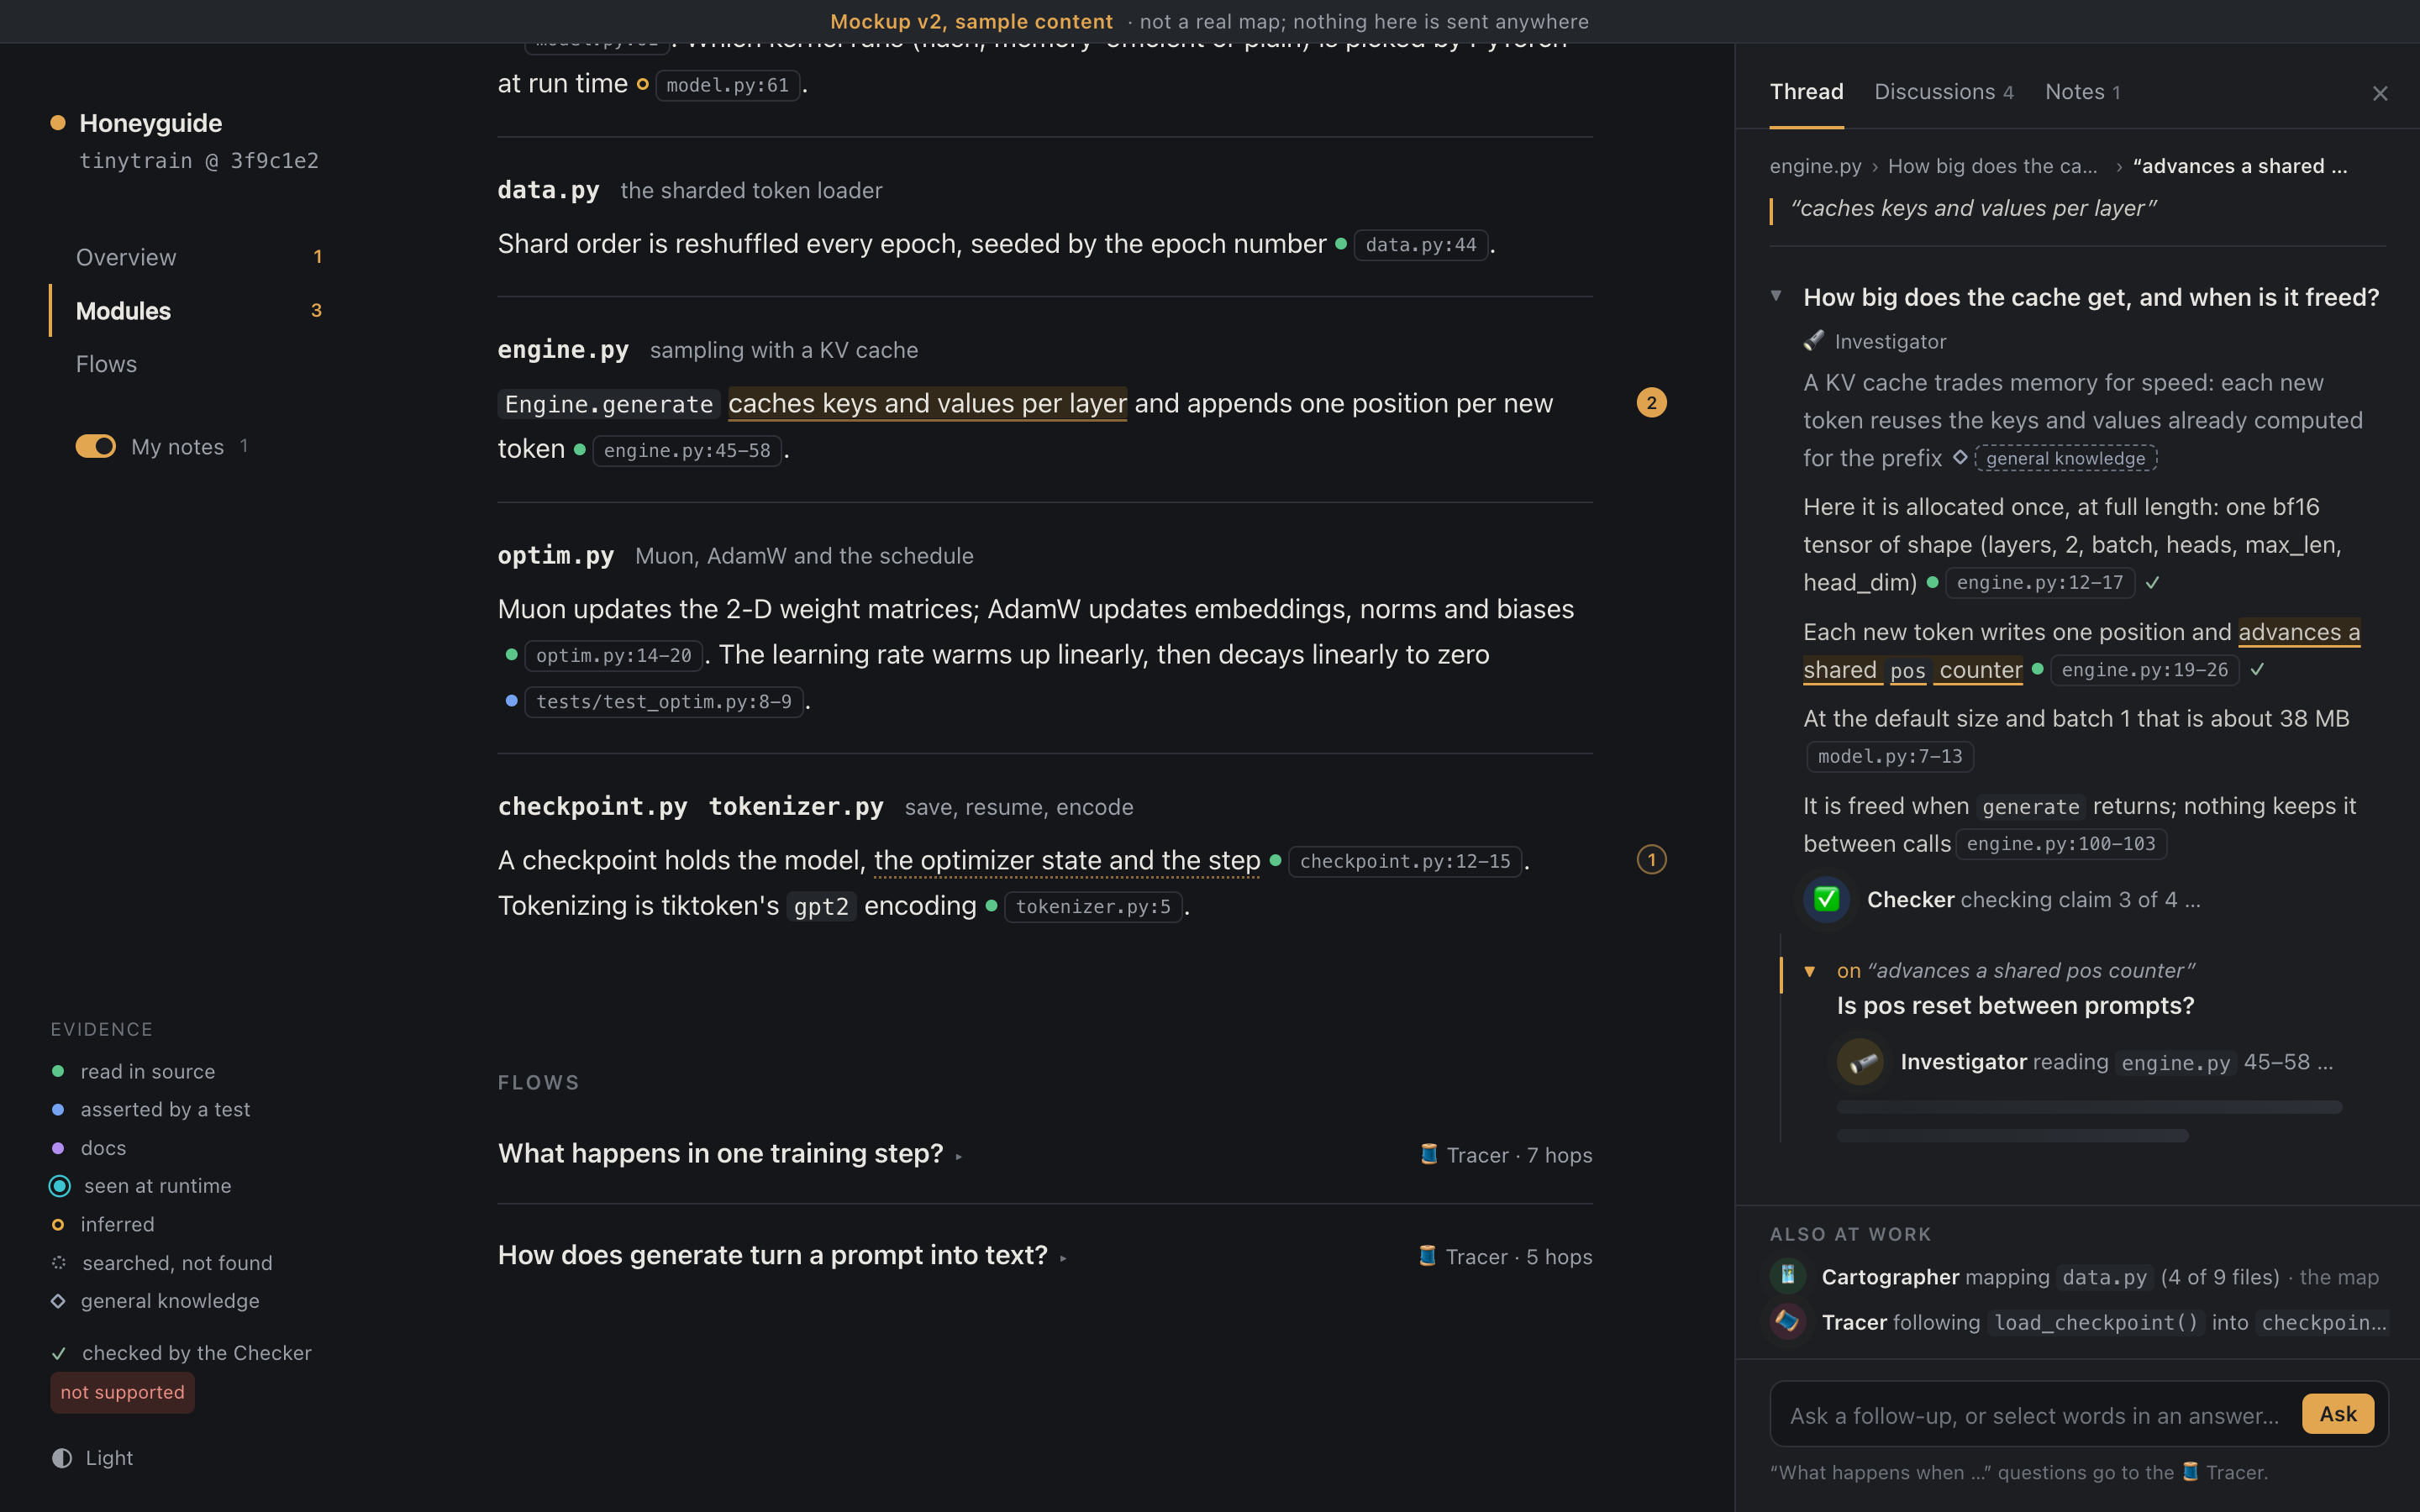 Mockup v2, sample content · not a real map; nothing here is sent anywhere
Honeyguide
tinytrain @ 3f9c1e2
Overview 1
Modules 3
Flows
My notes 1
EVIDENCE
read in source
asserted by a test
docs
seen at runtime
inferred
searched, not found
general knowledge
✓ checked by the Checker
not supported
Light
at run time model.py:61.
data.py the sharded token loader
Shard order is reshuffled every epoch, seeded by the epoch number data.py:44.
engine.py sampling with a KV cache
Engine.generate caches keys and values per layer and appends one position per new 2
token engine.py:45–58.
optim.py Muon, AdamW and the schedule
Muon updates the 2-D weight matrices; AdamW updates embeddings, norms and biases
optim.py:14–20. The learning rate warms up linearly, then decays linearly to zero
tests/test_optim.py:8–9.
checkpoint.py tokenizer.py save, resume, encode
A checkpoint holds the model, the optimizer state and the step checkpoint.py:12–15. 1
Tokenizing is tiktoken's gpt2 encoding tokenizer.py:5.
FLOWS
What happens in one training step? ▸ Tracer · 7 hops
How does generate turn a prompt into text? ▸ Tracer · 5 hops
Thread Discussions 4 Notes 1 ×
engine.py › How big does the ca… › “advances a shared …
“caches keys and values per layer”
▼ How big does the cache get, and when is it freed?
Investigator
A KV cache trades memory for speed: each new
token reuses the keys and values already computed
for the prefix general knowledge
Here it is allocated once, at full length: one bf16
tensor of shape (layers, 2, batch, heads, max_len,
head_dim) engine.py:12–17 ✓
Each new token writes one position and advances a
shared pos counter engine.py:19–26 ✓
At the default size and batch 1 that is about 38 MB
model.py:7–13
It is freed when generate returns; nothing keeps it
between calls engine.py:100–103
Checker checking claim 3 of 4 …
▼ on “advances a shared pos counter”
Is pos reset between prompts?
Investigator reading engine.py 45–58 …
ALSO AT WORK
Cartographer mapping data.py (4 of 9 files) · the map
Tracer following load_checkpoint() into checkpoin…
Ask a follow-up, or select words in an answer… Ask
“What happens when …” questions go to the Tracer.